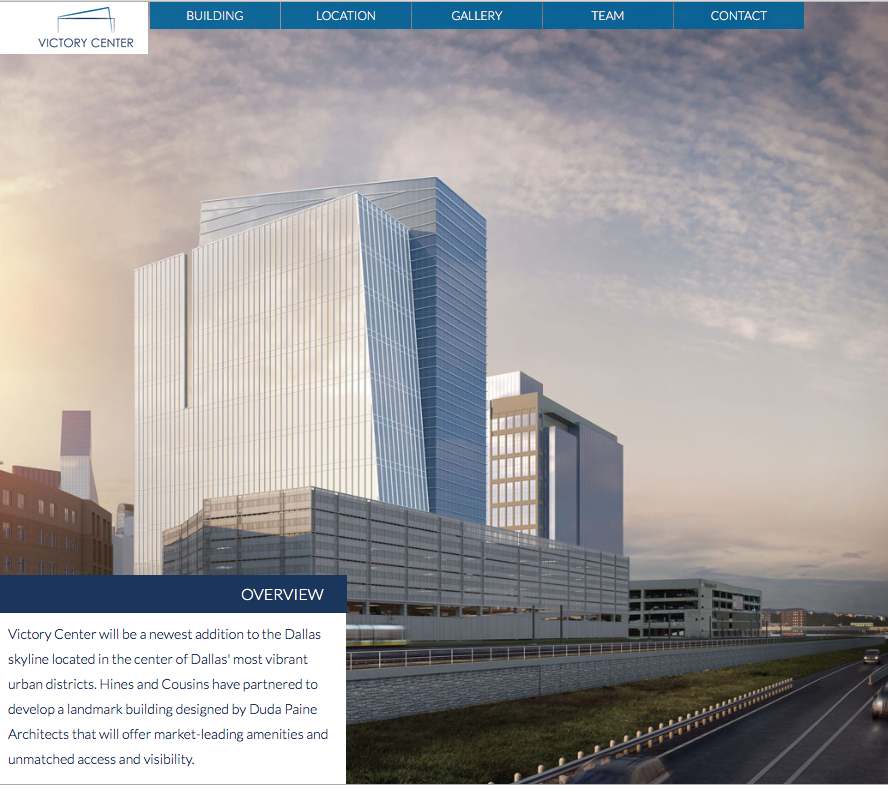 VICTORY CENTER
BUILDING
LOCATION
GALLERY
TEAM
CONTACT
OVERVIEW
Victory Center will be a newest addition to the Dallas
skyline located in the center of Dallas' most vibrant
urban districts. Hines and Cousins have partnered to
develop a landmark building designed by Duda Paine
Architects that will offer market-leading amenities and
unmatched access and visibility.